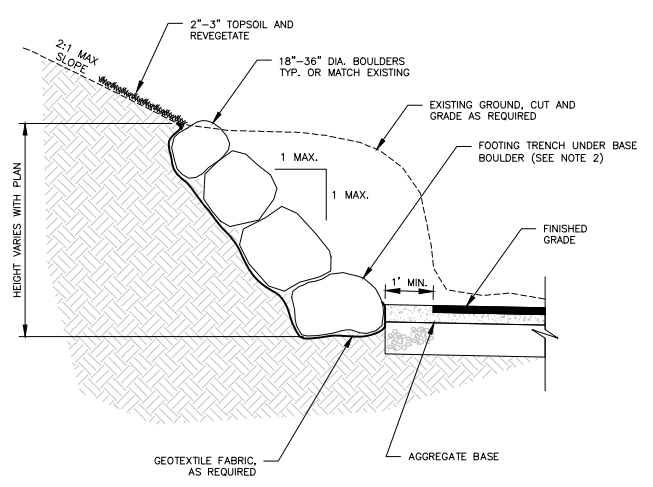 2"-3" TOPSOIL AND
REVEGETATE
2:1 MAX
SLOPE
18"-36" DIA. BOULDERS
TYP. OR MATCH EXISTING
EXISTING GROUND, CUT AND
GRADE AS REQUIRED
FOOTING TRENCH UNDER BASE
BOULDER (SEE NOTE 2)
1 MAX.
1 MAX.
HEIGHT VARIES WITH PLAN
FINISHED
GRADE
1' MIN.
GEOTEXTILE FABRIC,
AS REQUIRED
AGGREGATE BASE